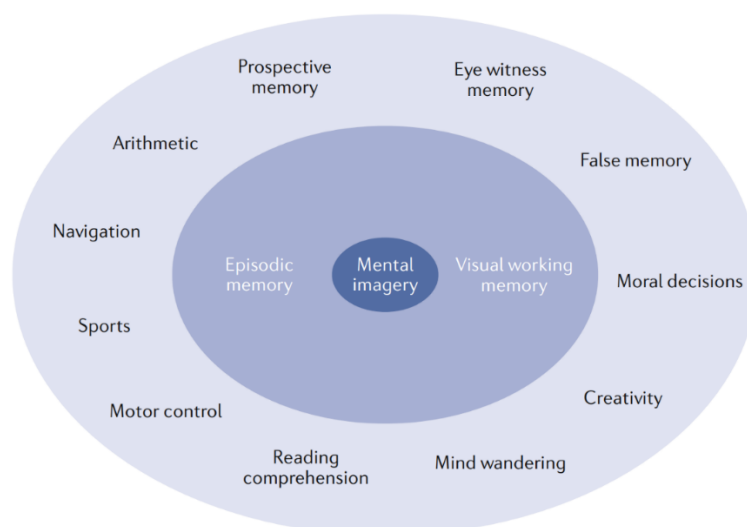 Prospective
memory
Eye witness
memory
Arithmetic
False memory
Navigation
Episodic
memory
Mental
imagery
Visual working
memory
Moral decisions
Sports
Creativity
Motor control
Reading
comprehension
Mind wandering